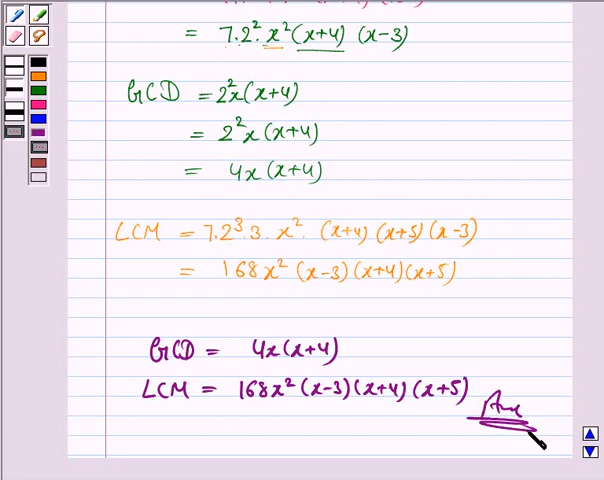 = 7.2². x² (x+4) (x-3)
GCD = 2²x(x+4)
= 2²x(x+4)
= 4x(x+4)
LCM = 7.2³.3. x². (x+4)(x+5)(x-3)
= 168x²(x-3)(x+4)(x+5)
GCD = 4x(x+4)
LCM = 168x²(x-3)(x+4)(x+5)
Ans